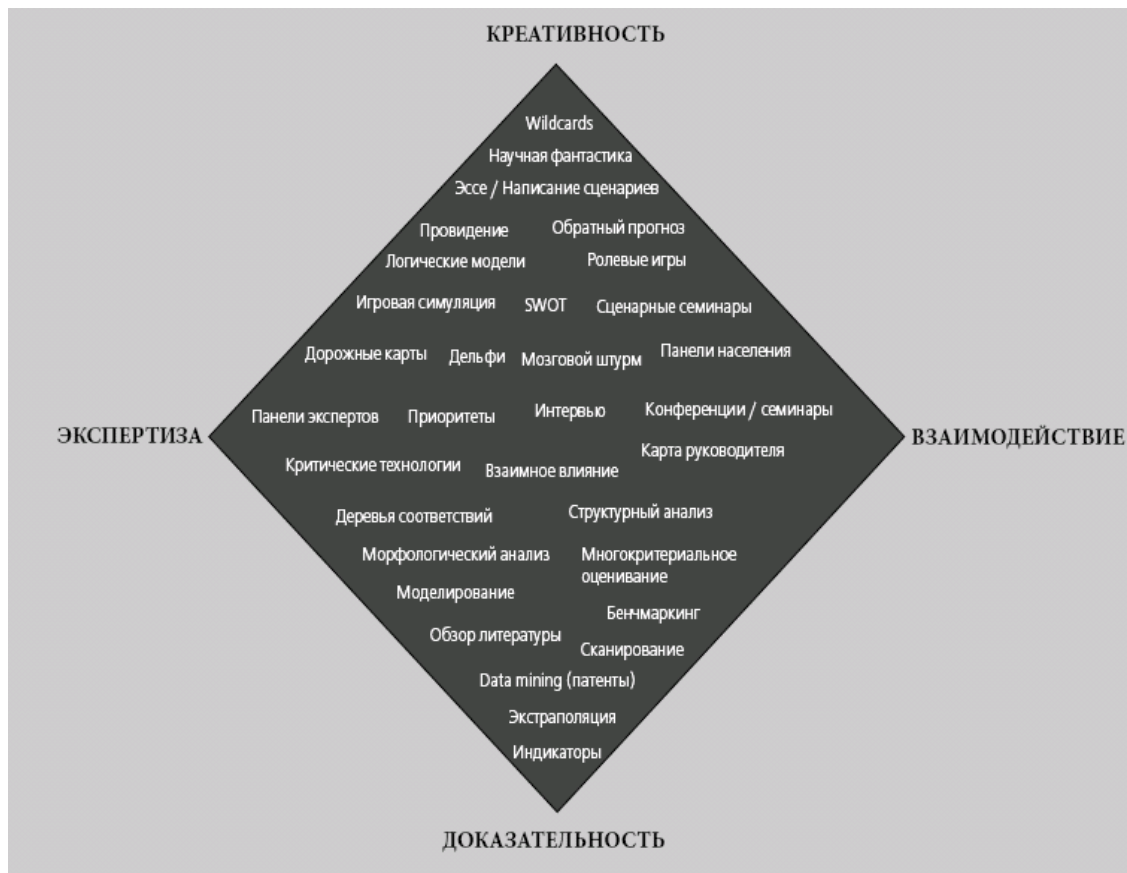 КРЕАТИВНОСТЬ
Wildcards
Научная фантастика
Эссе / Написание сценариев
Провидение
Обратный прогноз
Логические модели
Ролевые игры
Игровая симуляция
SWOT
Сценарные семинары
Дорожные карты
Дельфи
Мозговой штурм
Панели населения
Панели экспертов
Приоритеты
Интервью
Конференции / семинары
ЭКСПЕРТИЗА
ВЗАИМОДЕЙСТВИЕ
Критические технологии
Взаимное влияние
Карта руководителя
Деревья соответствий
Структурный анализ
Морфологический анализ
Многокритериальное
оценивание
Моделирование
Бенчмаркинг
Обзор литературы
Сканирование
Data mining (патенты)
Экстраполяция
Индикаторы
ДОКАЗАТЕЛЬНОСТЬ